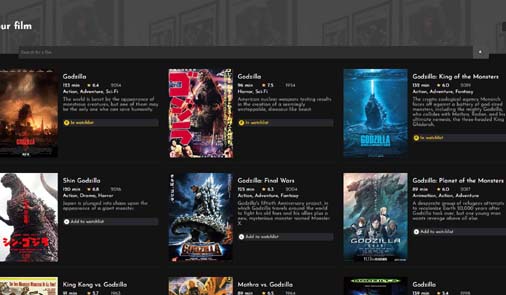 ur film
Search for a film
Godzilla
123 min ★ 6.4 2014
Action, Adventure, Sci-Fi
The world is beset by the appearance of
monstrous creatures, but one of them may
be the only one who can save humanity.
In watchlist
Godzilla
96 min ★ 7.5 1954
Horror, Sci-Fi
American nuclear-weapons testing results
in the creation of a seemingly
unstoppable, dinosaur-like beast.
In watchlist
Godzilla: King of the Monsters
132 min ★ 6.0 2019
Action, Adventure, Fantasy
The crypto-zoological agency Monarch
faces off against a battery of god-sized
monsters, including the mighty Godzilla,
who collides with Mothra, Rodan, and his
ultimate nemesis, the three-headed King
Ghidorah.
In watchlist
Shin Godzilla
120 min ★ 6.8 2016
Action, Drama, Horror
Japan is plunged into chaos upon the
appearance of a giant monster.
Add to watchlist
シン・ゴジラ
Godzilla: Final Wars
125 min ★ 6.3 2004
Action, Adventure, Fantasy
Godzilla's Fiftieth Anniversary project, in
which Godzilla travels around the world
to fight his old foes and his allies plus a
new, mysterious monster named Monster
X.
Add to watchlist
GODZILLA
Godzilla: Planet of the Monsters
89 min ★ 6.0 2017
Animation, Action, Adventure
A desperate group of refugees attempts
to recolonize Earth 20,000 years after
Godzilla took over, but one young man
wants revenge above all else.
Add to watchlist
GODZILLA
King Kong vs. Godzilla
91 min ★ 5.7 1963
Mothra vs. Godzilla
89 min ★ 6.5 1964
Godzilla
139 min ★ 5.4 1998